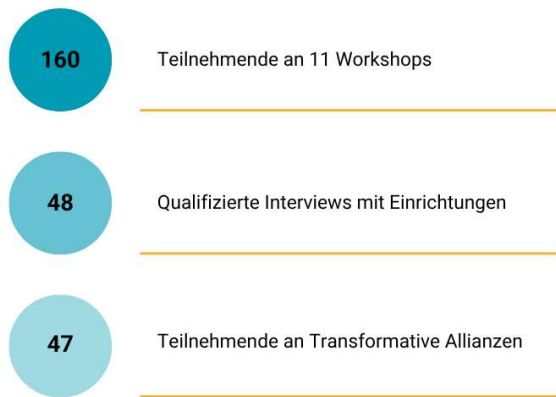 160
Teilnehmende an 11 Workshops
48
Qualifizierte Interviews mit Einrichtungen
47
Teilnehmende an Transformative Allianzen